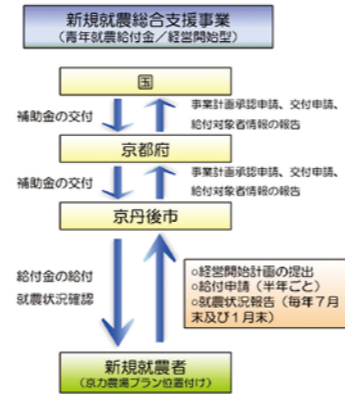 新規就農総合支援事業
(青年就農給付金/経営開始型)
国
補助金の交付
事業計画承認申請、交付申請、
給付対象者情報の報告
京都府
補助金の交付
事業計画承認申請、交付申請、
給付対象者情報の報告
京丹後市
給付金の給付
就農状況確認
○経営開始計画の提出
○給付申請(半年ごと)
○就農状況報告(毎年7月
末及び1月末)
新規就農者
(京力農場プラン位置付け)